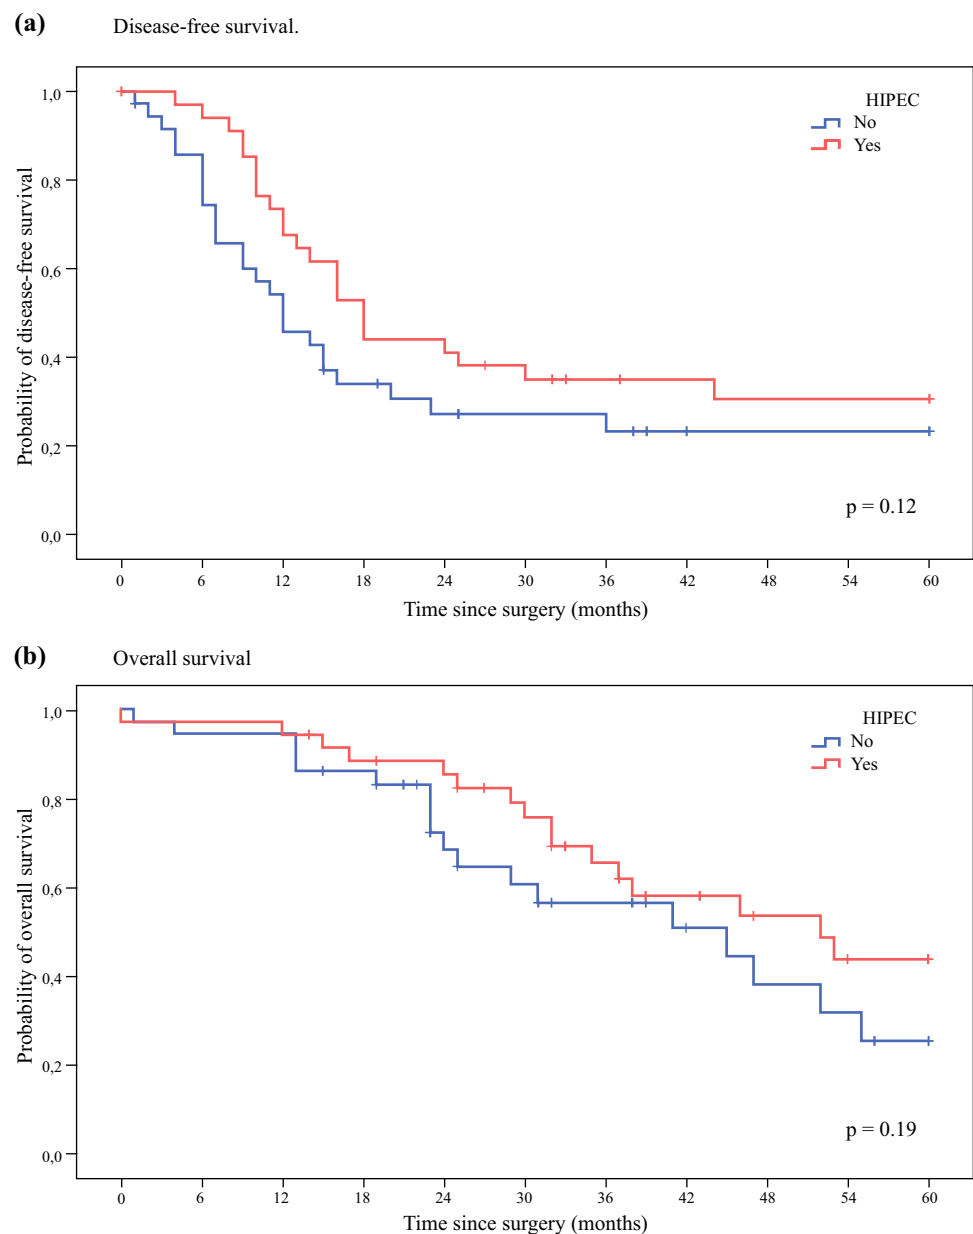 (a) Disease-free survival.
HIPEC
No
Yes
Probability of disease-free survival
1,0
0,8
0,6
0,4
0,2
0,0
p = 0.12
0 6 12 18 24 30 36 42 48 54 60
Time since surgery (months)
(b) Overall survival
HIPEC
No
Yes
Probability of overall survival
1,0
0,8
0,6
0,4
0,2
0,0
p = 0.19
0 6 12 18 24 30 36 42 48 54 60
Time since surgery (months)